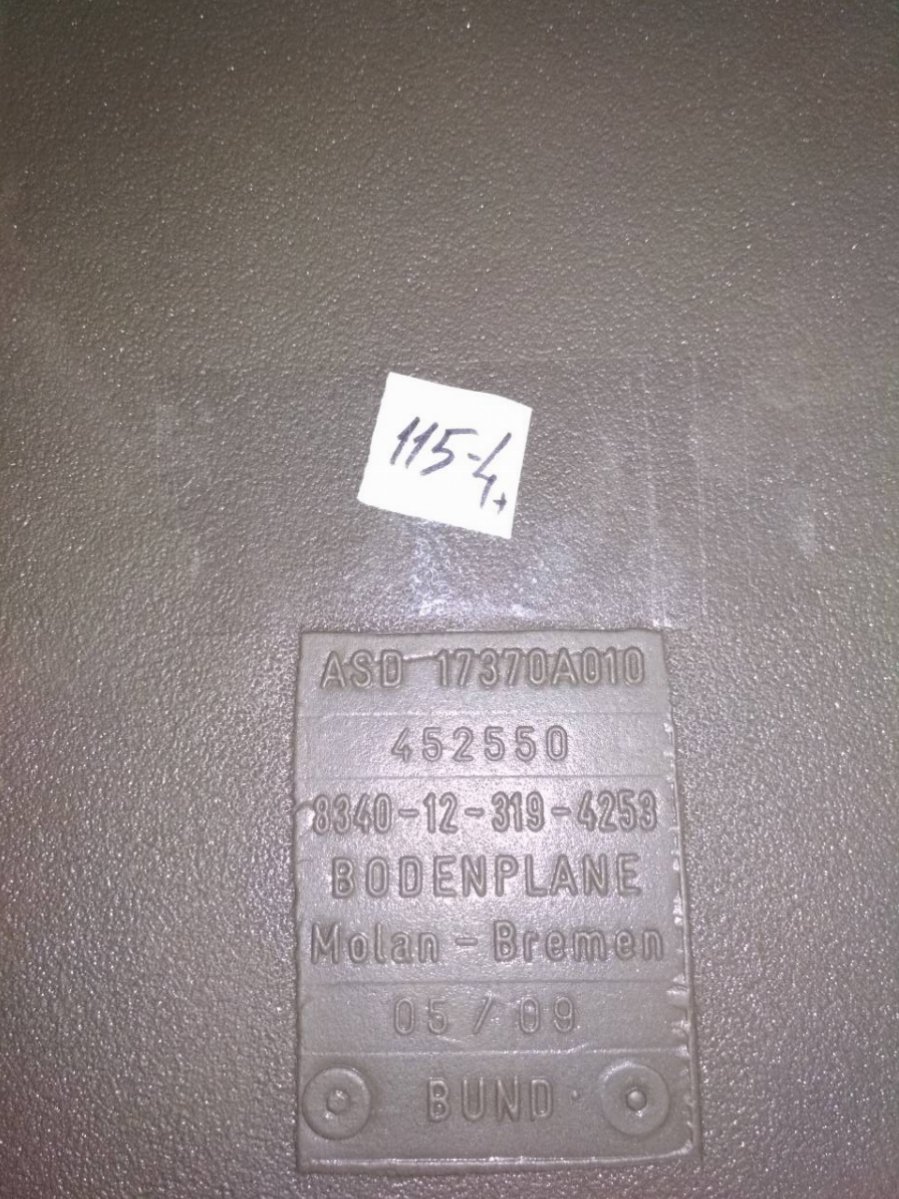 115-4.
ASD 17370A010
452550
8340-12-319-4253
BODENPLANE
Molan - Bremen
05 / 09
BUND